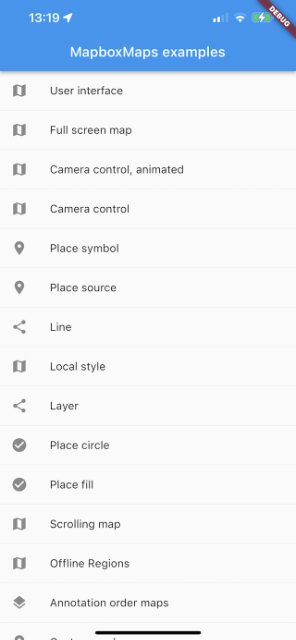 13:19
DEBUG
MapboxMaps examples
User interface
Full screen map
Camera control, animated
Camera control
Place symbol
Place source
Line
Local style
Layer
Place circle
Place fill
Scrolling map
Offline Regions
Annotation order maps